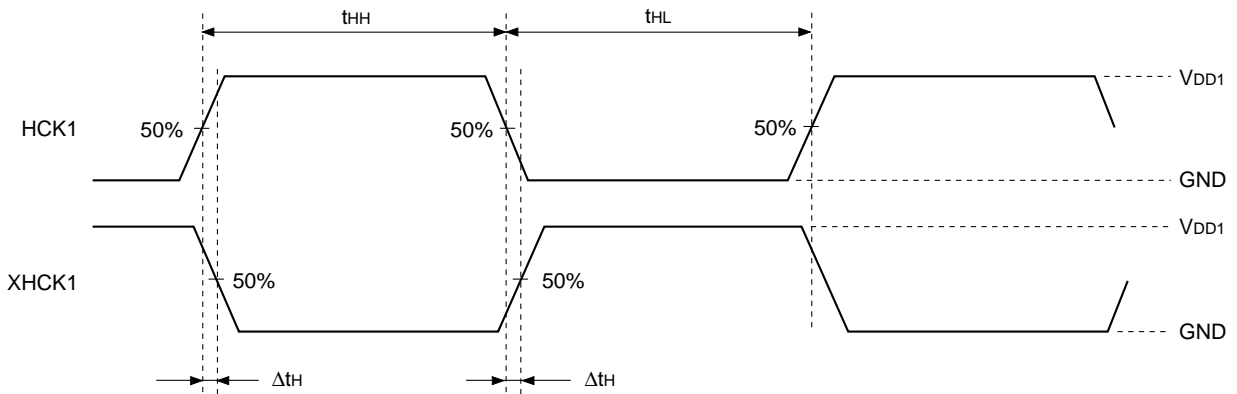 tHH tHL
VDD1
HCK1 50% 50% 50%
GND
VDD1
XHCK1 50% 50%
GND
ΔtH ΔtH